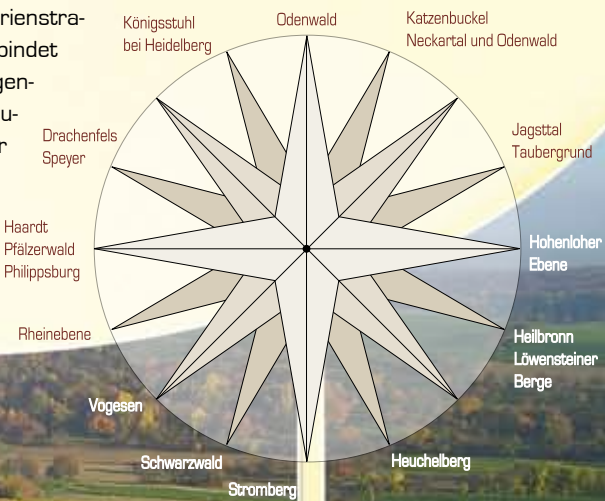 rienstra-
bindet
gen-
u-
r
Königsstuhl
bei Heidelberg
Odenwald
Katzenbuckel
Neckartal und Odenwald
Drachenfels
Speyer
Jagsttal
Taubergrund
Haardt
Pfälzerwald
Philippsburg
Hohenloher
Ebene
Rheinebene
Heilbronn
Löwensteiner
Berge
Vogesen
Schwarzwald
Heuchelberg
Stromberg